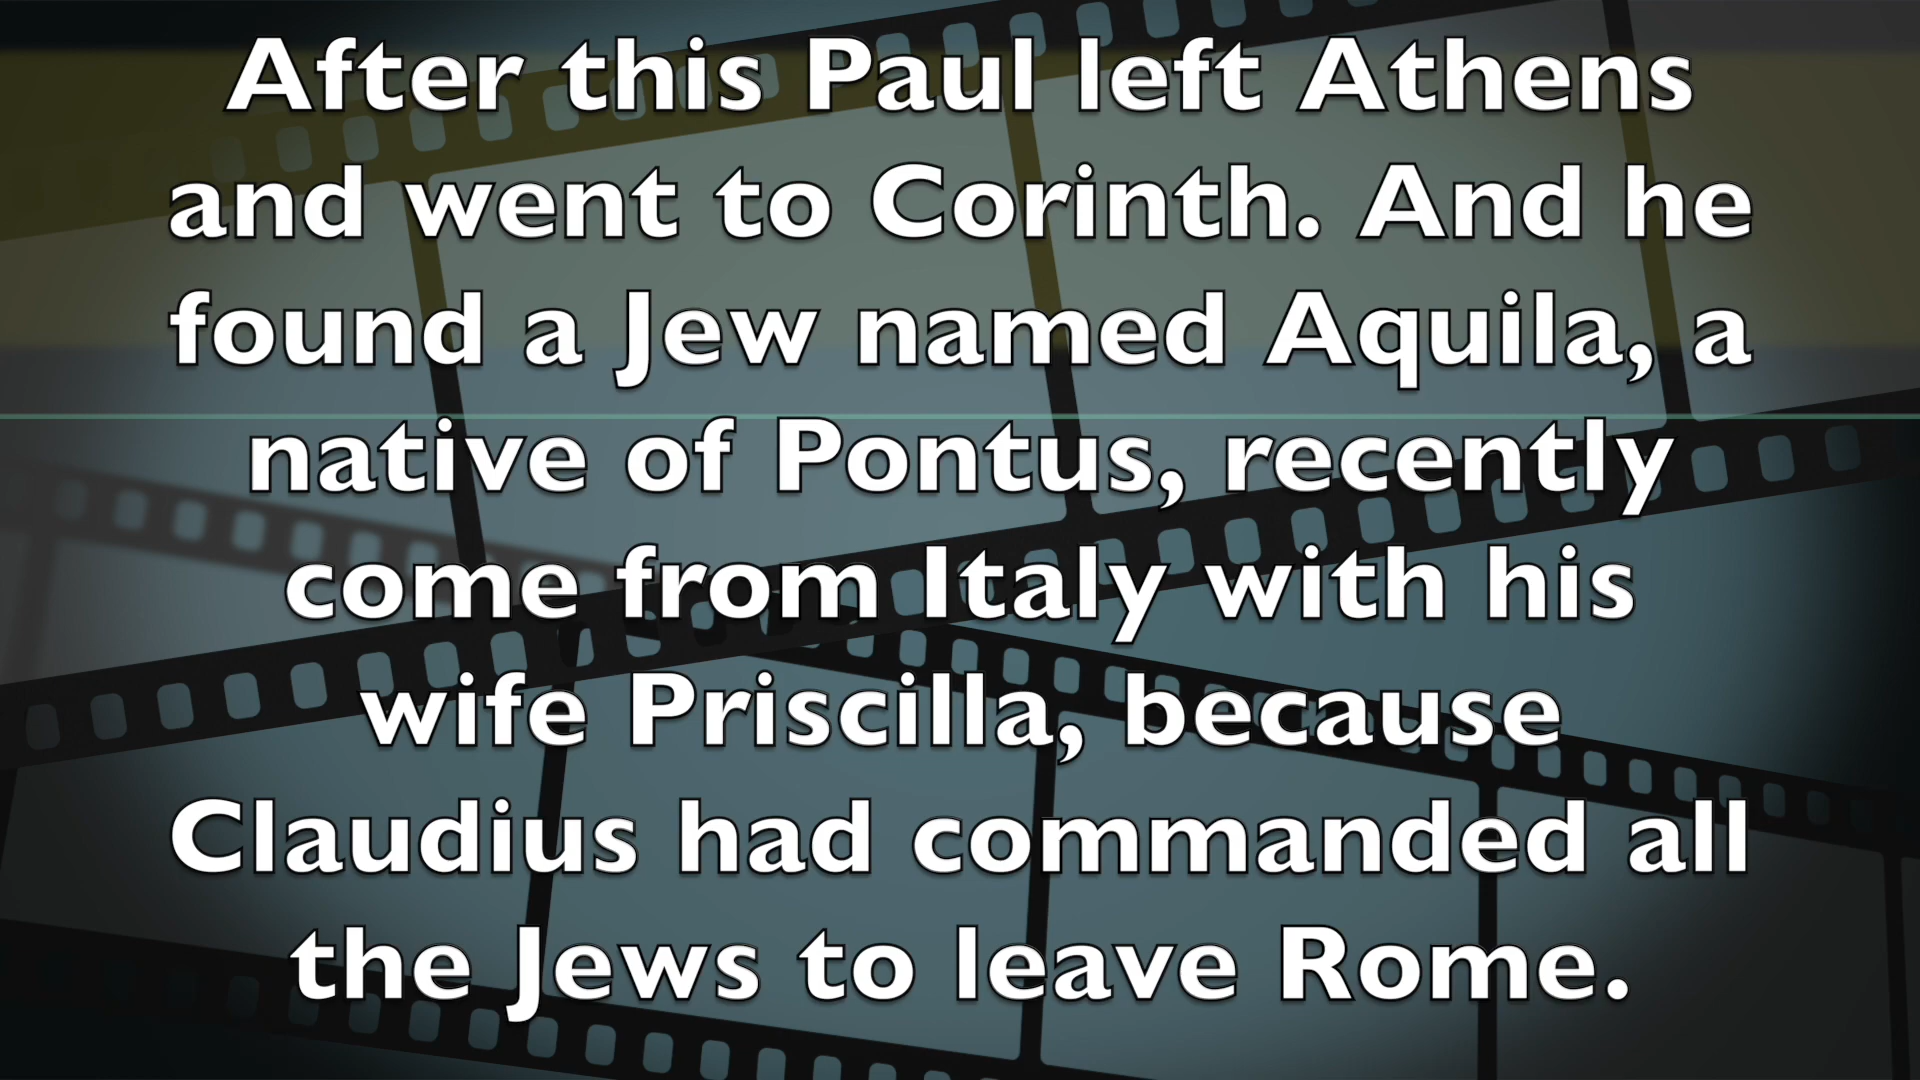 After this Paul left Athens
and went to Corinth. And he
found a Jew named Aquila, a
native of Pontus, recently
come from Italy with his
wife Priscilla, because
Claudius had commanded all
the Jews to leave Rome.